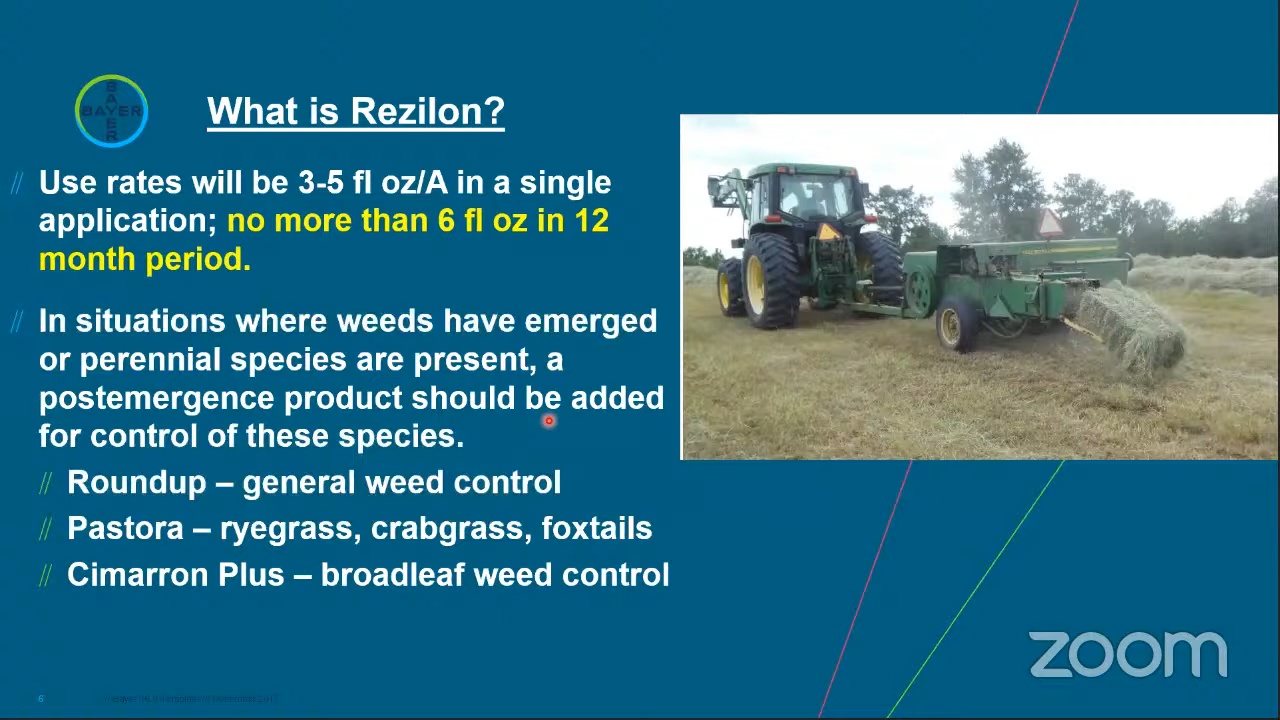 BAYER
What is Rezilon?
// Use rates will be 3-5 fl oz/A in a single
application; no more than 6 fl oz in 12
month period.
// In situations where weeds have emerged
or perennial species are present, a
postemergence product should be added
for control of these species.
// Roundup – general weed control
// Pastora – ryegrass, crabgrass, foxtails
// Cimarron Plus – broadleaf weed control
zoom
6